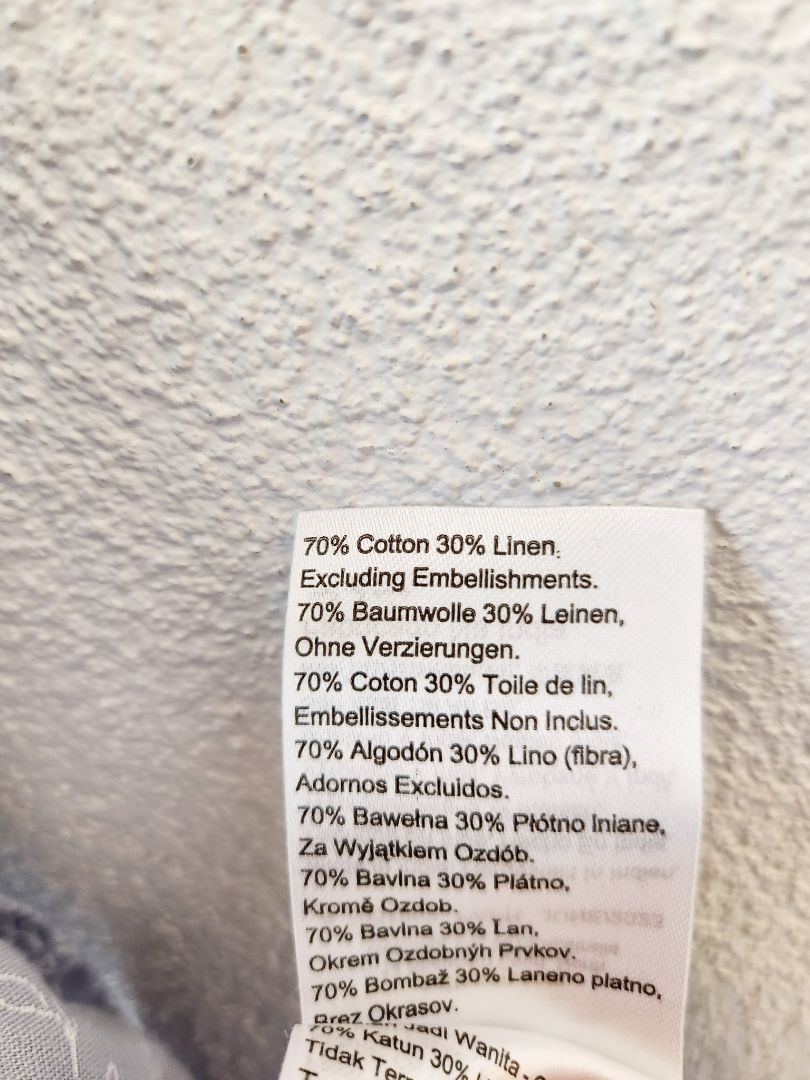 70% Cotton 30% Linen.
Excluding Embellishments.
70% Baumwolle 30% Leinen,
Ohne Verzierungen.
70% Coton 30% Toile de lin,
Embellissements Non Inclus.
70% Algodón 30% Lino (fibra),
Adornos Excluidos.
70% Bawełna 30% Płótno lniane,
Za Wyjątkiem Ozdób.
70% Bavlna 30% Plátno,
Kromě Ozdob.
70% Bavlna 30% Ľan,
Okrem Ozdobnýh Prvkov.
70% Bombaž 30% Laneno platno,
Brez Okrasov.
Jadi Wanita
70% Katun 30%
Tidak